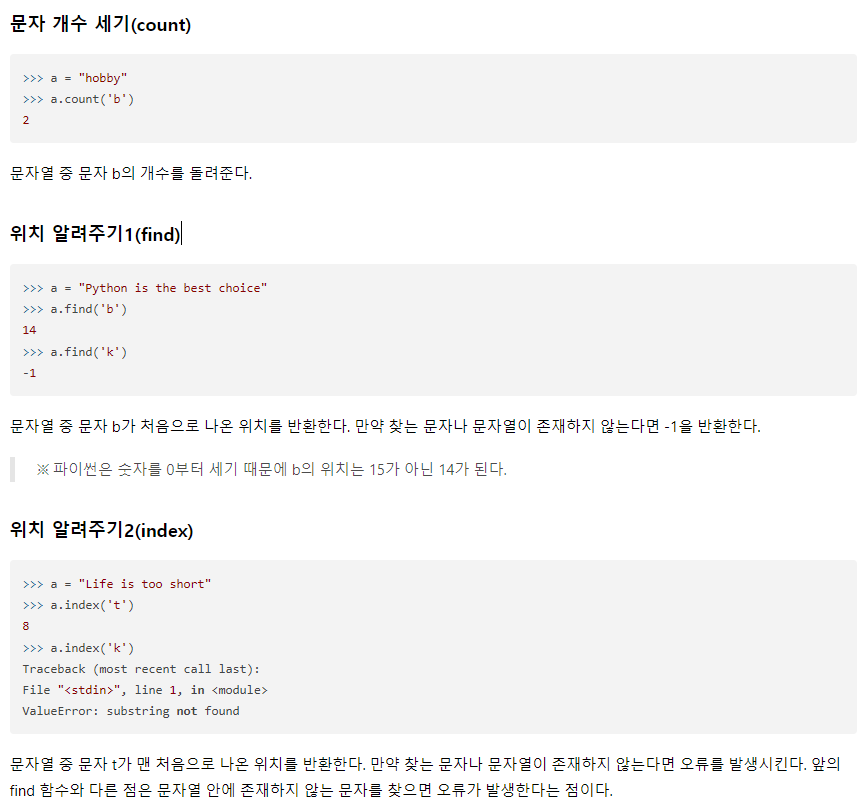 문자 개수 세기(count)
>>> a = "hobby"
>>> a.count('b')
2
문자열 중 문자 b의 개수를 돌려준다.
위치 알려주기1(find)
>>> a = "Python is the best choice"
>>> a.find('b')
14
>>> a.find('k')
-1
문자열 중 문자 b가 처음으로 나온 위치를 반환한다. 만약 찾는 문자나 문자열이 존재하지 않는다면 -1을 반환한다.
※ 파이썬은 숫자를 0부터 세기 때문에 b의 위치는 15가 아닌 14가 된다.
위치 알려주기2(index)
>>> a = "Life is too short"
>>> a.index('t')
8
>>> a.index('k')
Traceback (most recent call last):
File "<stdin>", line 1, in <module>
ValueError: substring not found
문자열 중 문자 t가 맨 처음으로 나온 위치를 반환한다. 만약 찾는 문자나 문자열이 존재하지 않는다면 오류를 발생시킨다. 앞의
find 함수와 다른 점은 문자열 안에 존재하지 않는 문자를 찾으면 오류가 발생한다는 점이다.